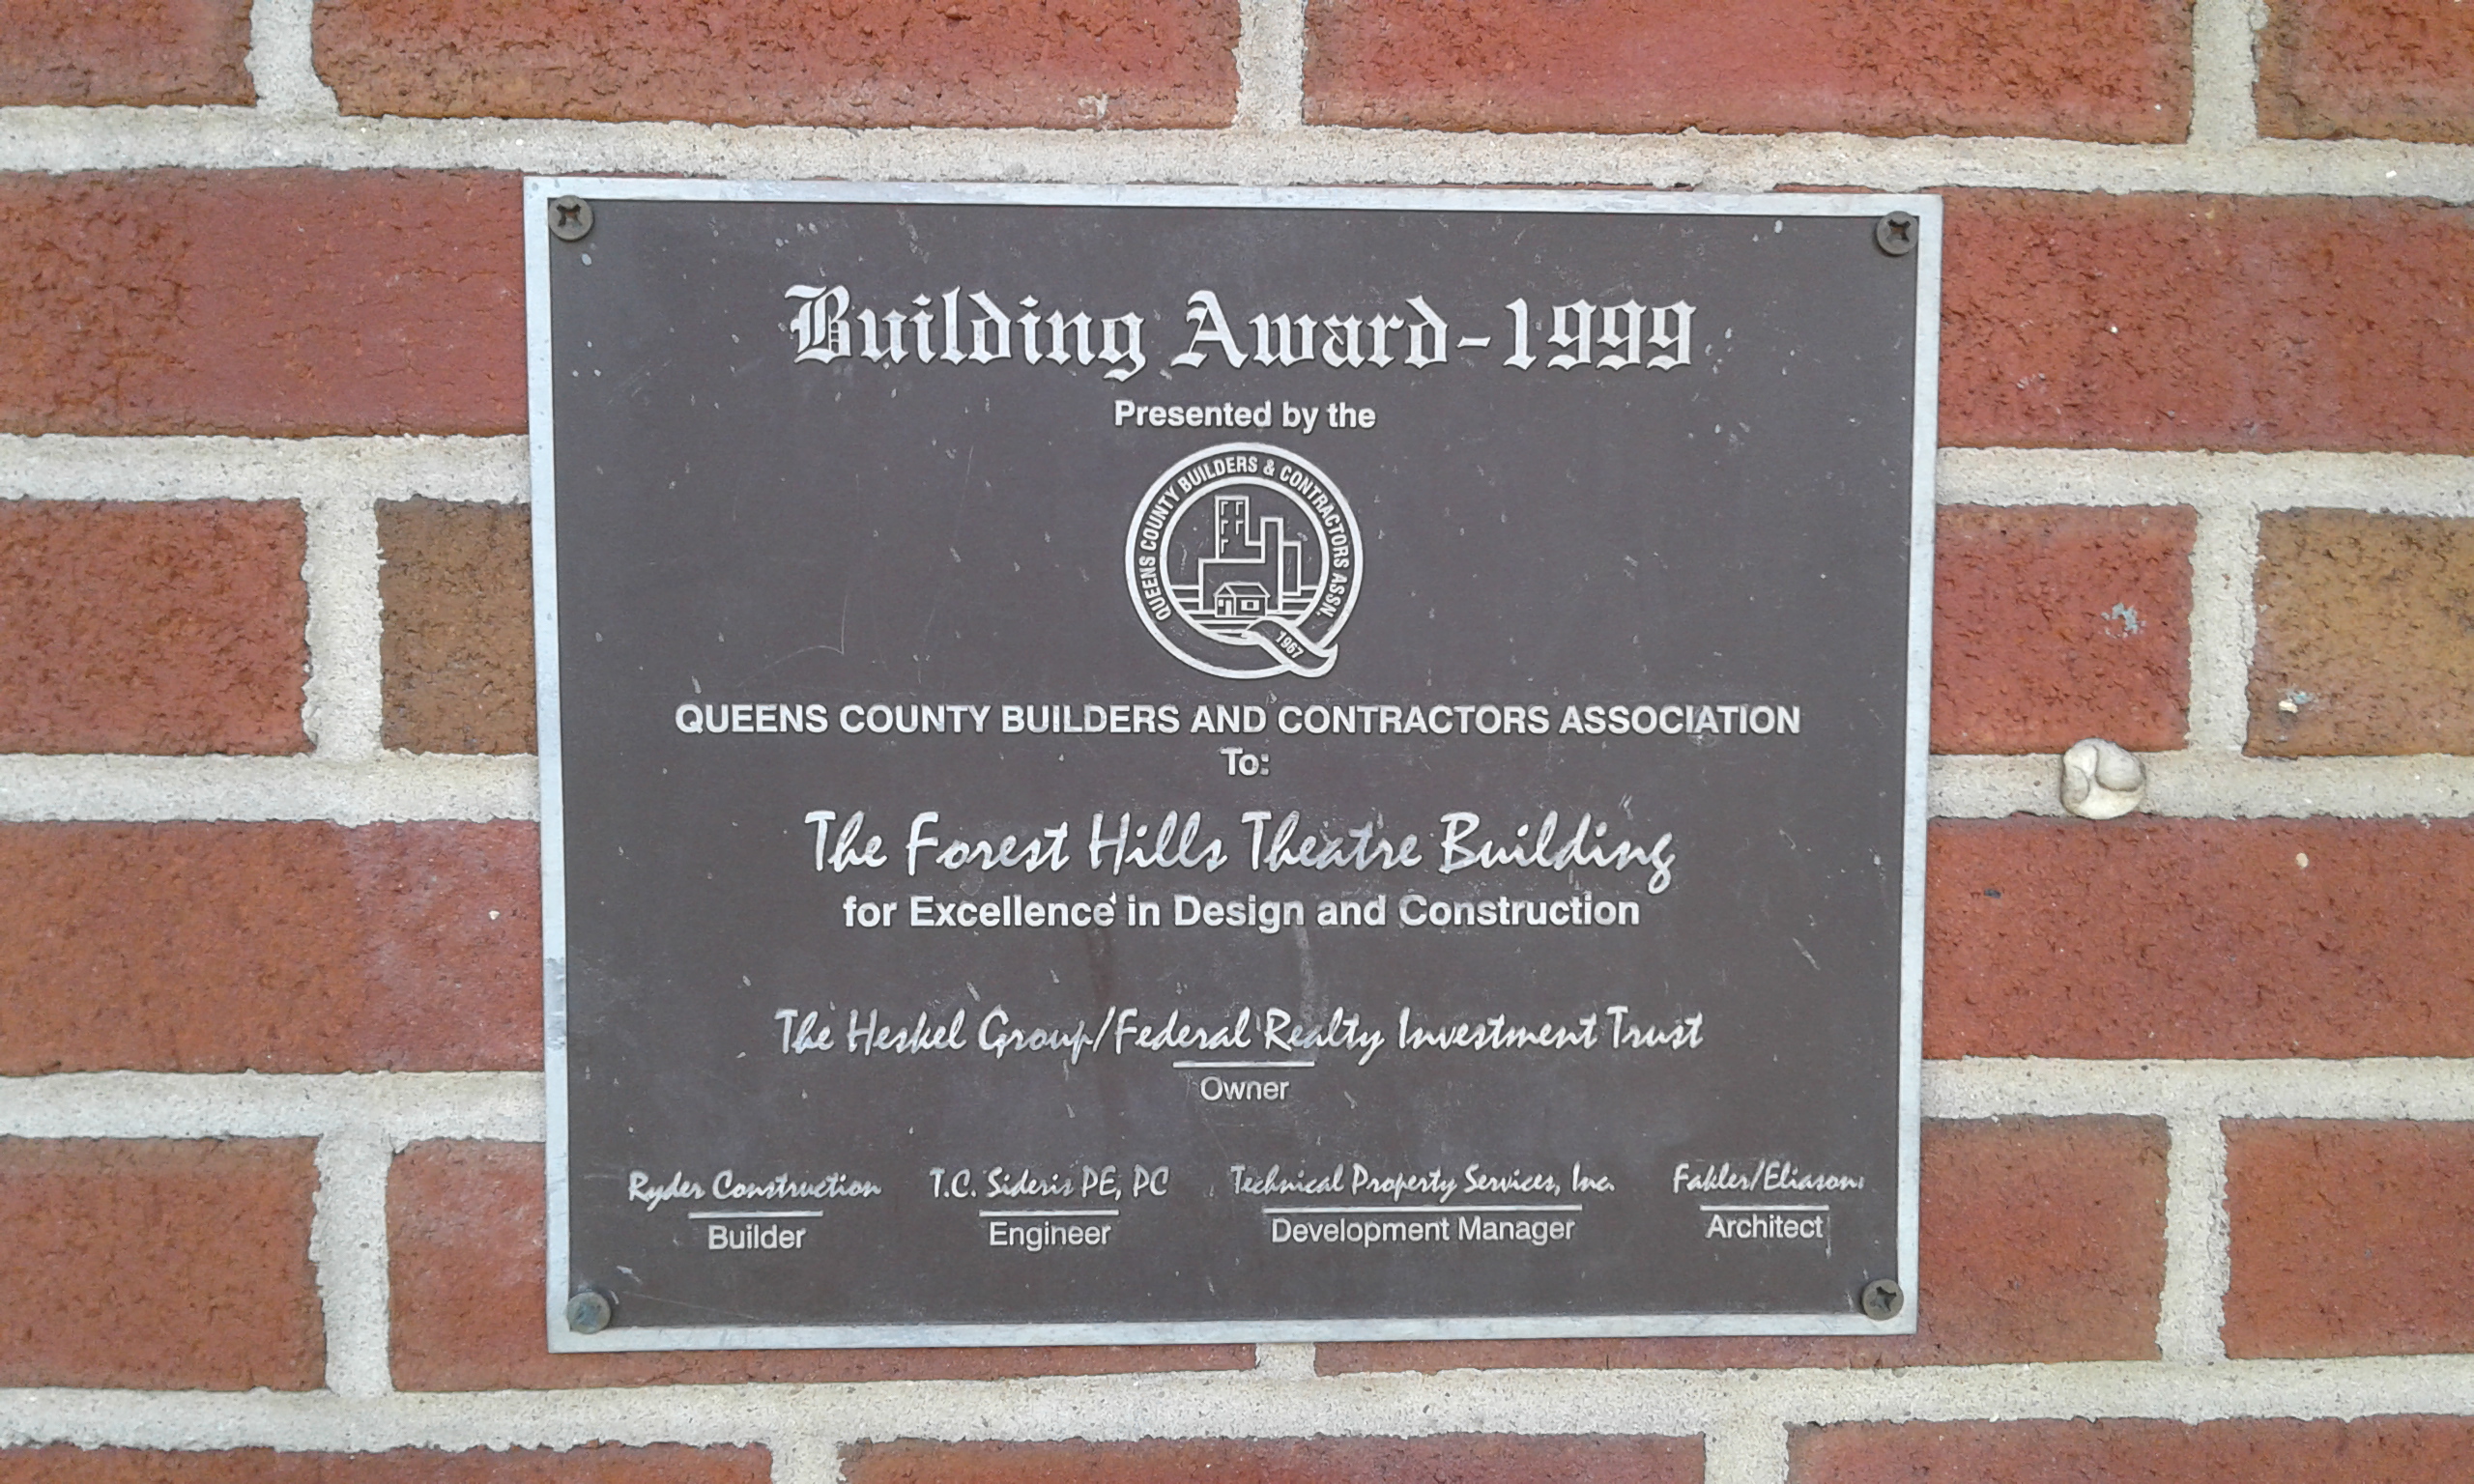 Building Award-1999
Presented by the
QUEENS COUNTY BUILDERS & CONTRACTORS ASSN.
1967
QUEENS COUNTY BUILDERS AND CONTRACTORS ASSOCIATION
To:
The Forest Hills Theatre Building
for Excellence in Design and Construction
The Heskel Group/Federal Realty Investment Trust
Owner
Ryder Construction T.C. Sideris PE, PC Technical Property Services, Inc. Fakler/Eliason
Builder Engineer Development Manager Architect